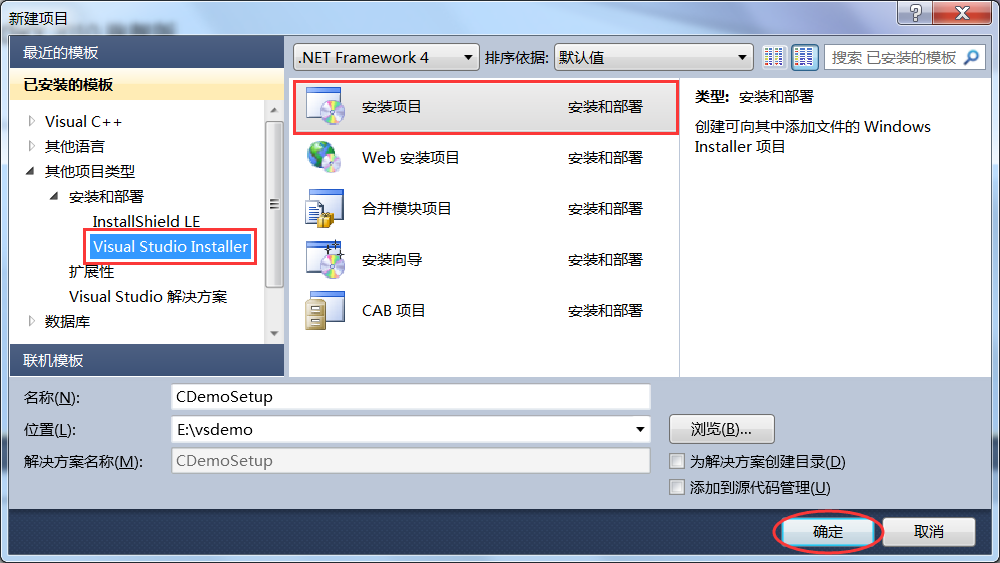 新建项目
最近的模板
已安装的模板
Visual C++
其他语言
其他项目类型
安装和部署
InstallShield LE
Visual Studio Installer
扩展性
Visual Studio 解决方案
数据库
联机模板
.NET Framework 4 排序依据: 默认值 搜索 已安装的模板
安装项目 安装和部署
Web 安装项目 安装和部署
合并模块项目 安装和部署
安装向导 安装和部署
CAB 项目 安装和部署
类型: 安装和部署
创建可向其中添加文件的 Windows
Installer 项目
名称(N): CDemoSetup
位置(L): E:\vsdemo 浏览(B)...
解决方案名称(M): CDemoSetup 为解决方案创建目录(D)
添加到源代码管理(U)
确定 取消